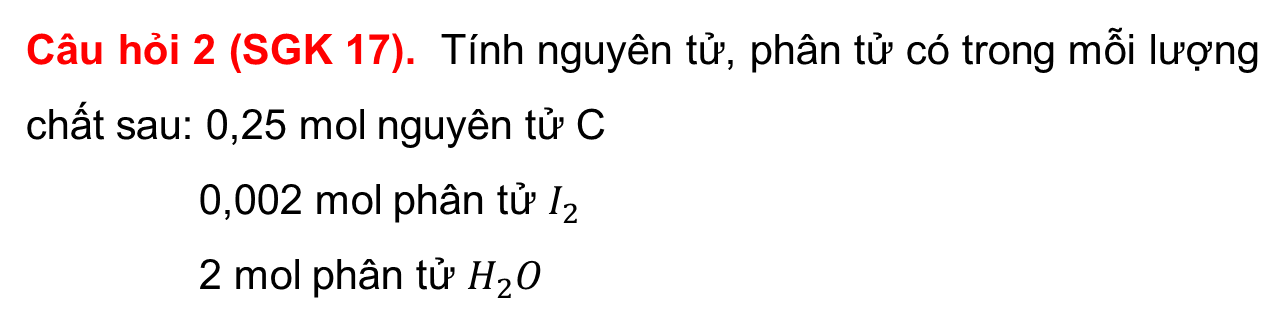 Câu hỏi 2 (SGK 17). Tính nguyên tử, phân tử có trong mỗi lượng
chất sau: 0,25 mol nguyên tử C
0,002 mol phân tử I₂
2 mol phân tử H₂O